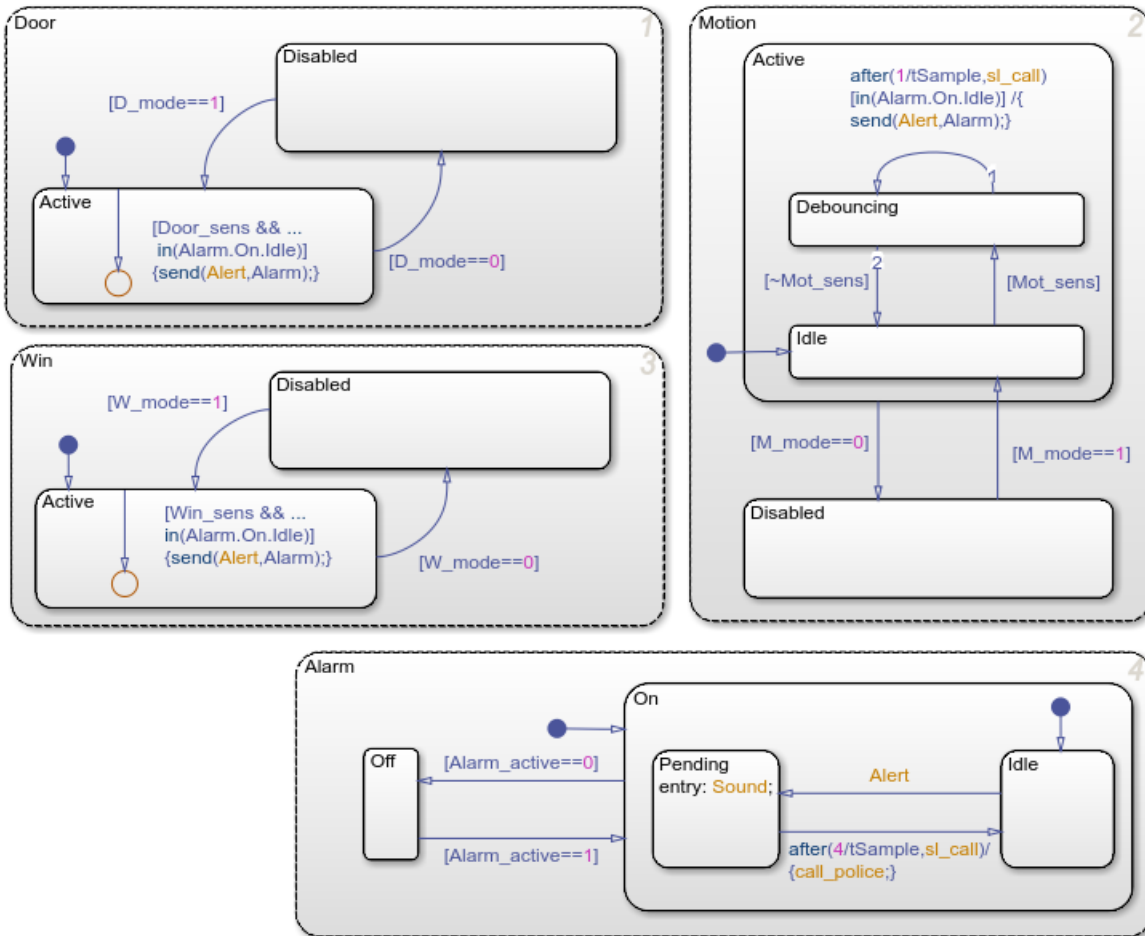 Door
1
Disabled
[D_mode==1]
Active
[Door_sens && ...
in(Alarm.On.Idle)]
{send(Alert,Alarm);}
[D_mode==0]
Motion
2
Active
after(1/tSample,sl_call)
[in(Alarm.On.Idle)] /{
send(Alert,Alarm);}
1
Debouncing
2
[~Mot_sens]
[Mot_sens]
Idle
[M_mode==0]
[M_mode==1]
Disabled
Win
3
Disabled
[W_mode==1]
Active
[Win_sens && ...
in(Alarm.On.Idle)]
{send(Alert,Alarm);}
[W_mode==0]
Alarm
4
On
Off
[Alarm_active==0]
[Alarm_active==1]
Pending
entry: Sound;
Alert
Idle
after(4/tSample,sl_call)/
{call_police;}